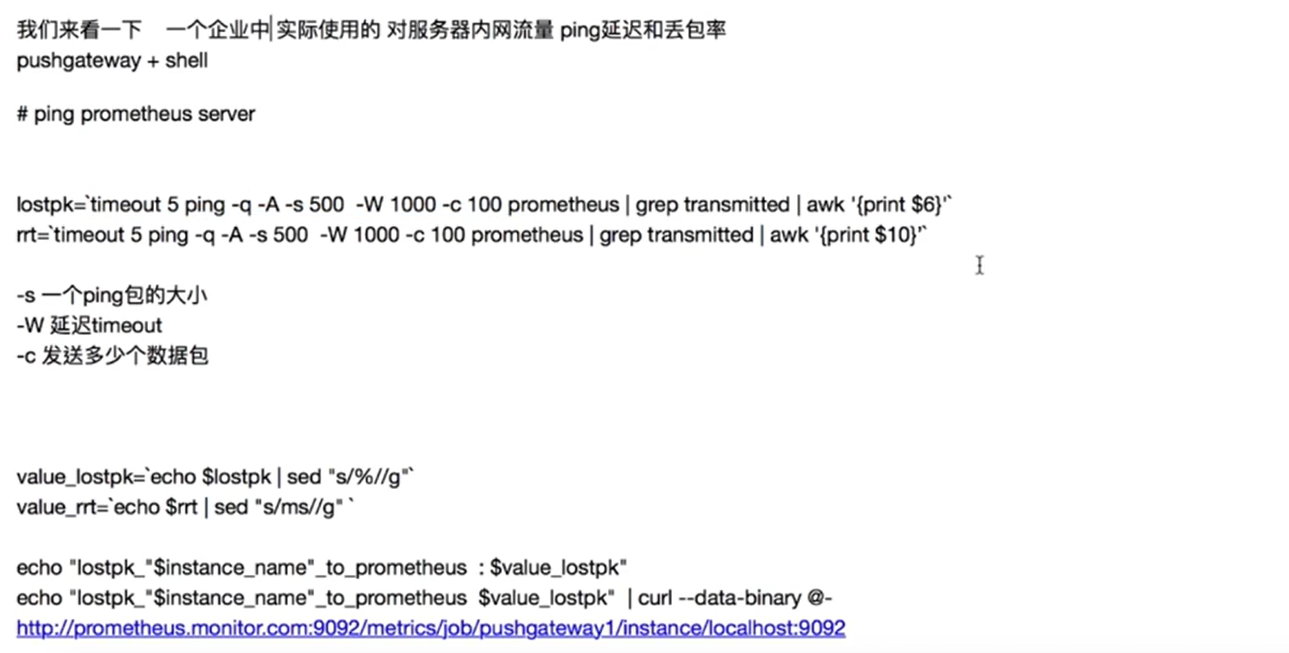 我们来看一下 一个企业中实际使用的 对服务器内网流量 ping延迟和丢包率
pushgateway + shell
# ping prometheus server
lostpk=`timeout 5 ping -q -A -s 500 -W 1000 -c 100 prometheus | grep transmitted | awk '{print $6}'`
rrt=`timeout 5 ping -q -A -s 500 -W 1000 -c 100 prometheus | grep transmitted | awk '{print $10}'`
-s 一个ping包的大小
-W 延迟timeout
-c 发送多少个数据包
value_lostpk=`echo $lostpk | sed "s/%//g"`
value_rrt=`echo $rrt | sed "s/ms//g" `
echo "lostpk_"$instance_name"_to_prometheus : $value_lostpk"
echo "lostpk_"$instance_name"_to_prometheus $value_lostpk" | curl --data-binary @-
http://prometheus.monitor.com:9092/metrics/job/pushgateway1/instance/localhost:9092